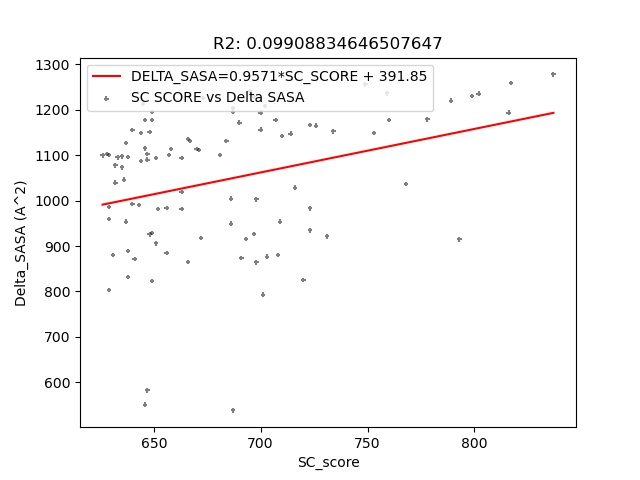 R2: 0.09908834646507647
DELTA_SASA=0.9571*SC_SCORE + 391.85
SC SCORE vs Delta SASA
Delta_SASA (A^2)
1300
1200
1100
1000
900
800
700
600
650
700
750
800
SC_score